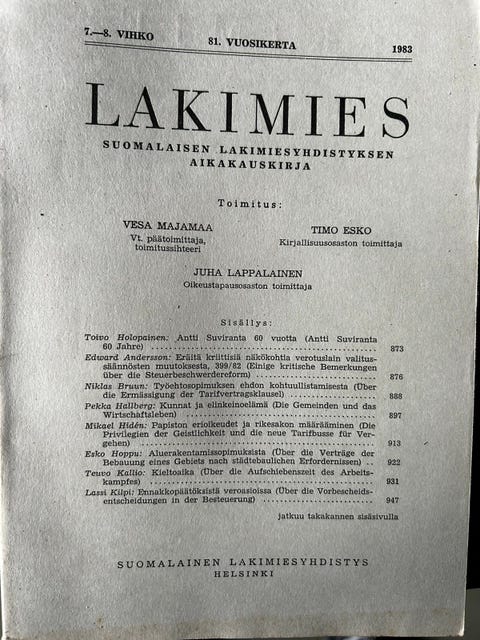 7.—8. VIHKO 81. VUOSIKERTA 1983
LAKIMIES
SUOMALAISEN LAKIMIESYHDISTYKSEN
AIKAKAUSKIRJA
Toimitus:
VESA MAJAMAA
Vt. päätoimittaja,
toimitussihteeri
TIMO ESKO
Kirjallisuusosaston toimittaja
JUHA LAPPALAINEN
Oikeustapausosaston toimittaja
Sisällys:
Toivo Holopainen: Antti Suviranta 60 vuotta (Antti Suviranta
60 Jahre) ........ 873
Edward Andersson: Eräitä kriittisiä näkökohtia verotuslain valitus-
säännösten muutoksesta, 399/82 (Einige kritische Bemerkungen
über die Steuerbeschwerdereform) ........ 876
Niklas Bruun: Työehtosopimuksen ehdon kohtuullistamisesta (Über
die Ermässigung der Tarifvertragsklausel) ........ 888
Pekka Hallberg: Kunnat ja elinkeinoelämä (Die Gemeinden und das
Wirtschaftsleben) ........ 897
Mikael Hidén: Papiston erioikeudet ja rikesakon määrääminen (Die
Privilegien der Geistlichkeit und die neue Tarifbusse für Ver-
gehen) ........ 913
Esko Hoppu: Aluerakentamissopimuksista (Über die Verträge der
Bebauung eines Gebiets nach städtebaulichen Erfordernissen) .. 922
Teuvo Kallio: Kieltoaika (Über die Aufschiebenszeit des Arbeits-
kampfes) ........ 931
Lassi Kilpi: Ennakkopäätöksistä veroasioissa (Über die Vorbescheids-
entscheidungen in der Besteuerung) ........ 947
jatkuu takakannen sisäsivulla
SUOMALAINEN LAKIMIESYHDISTYS
HELSINKI